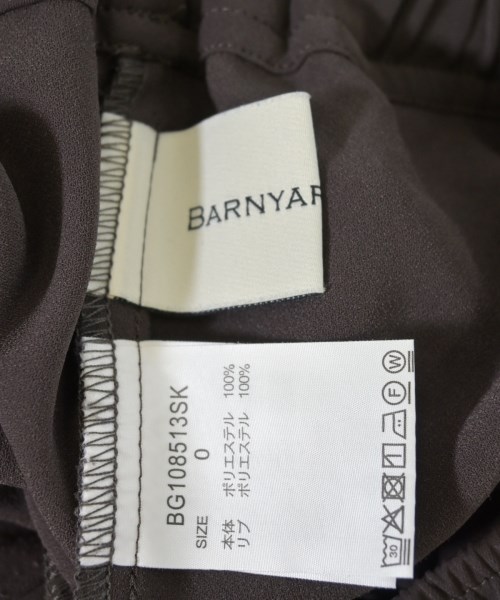 BARNYAR
BG108513SK
SIZE 0
本体 ポリエステル 100%
リブ ポリエステル 100%
30
W
F